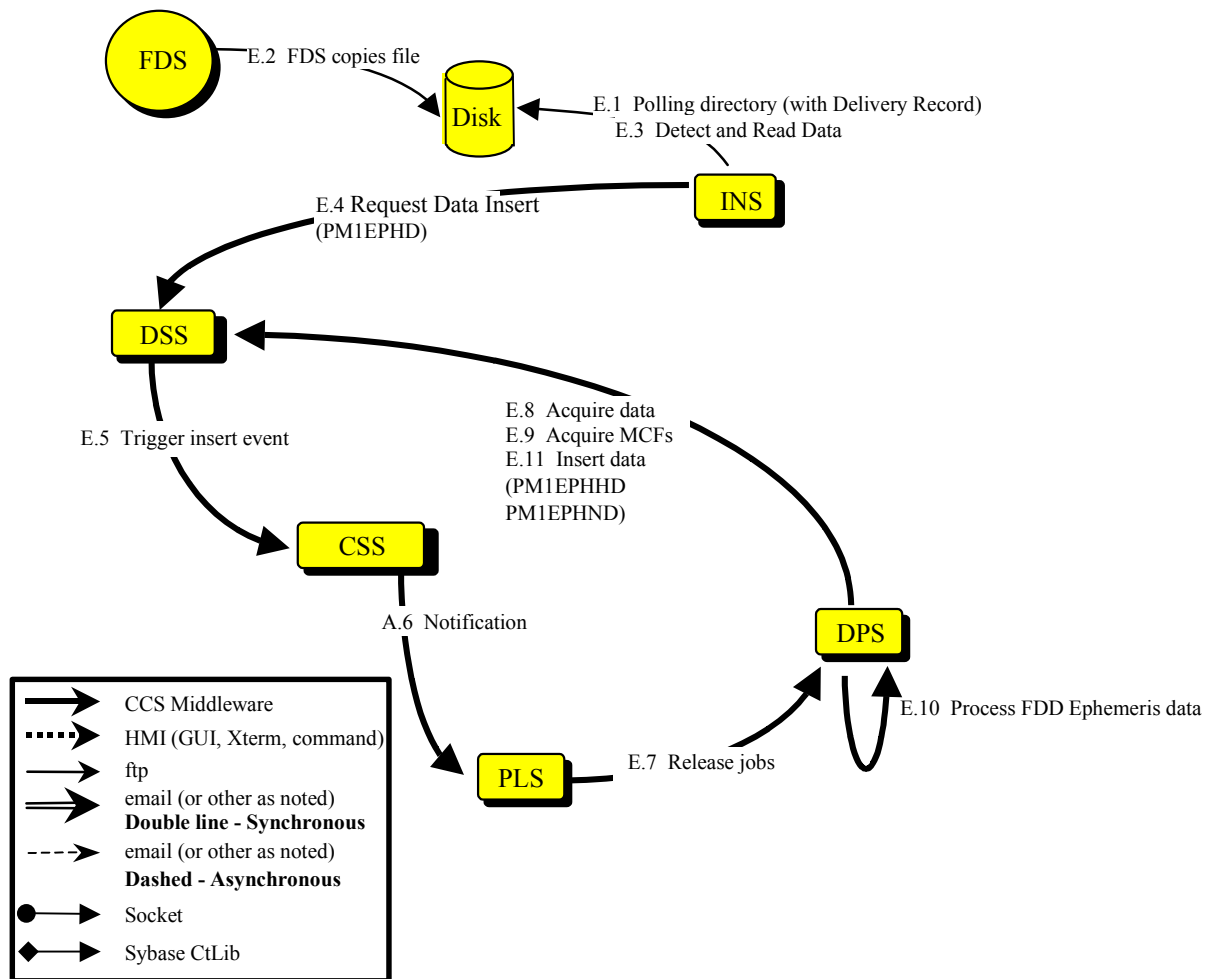 FDS
E.2 FDS copies file
Disk
E.1 Polling directory (with Delivery Record)
E.3 Detect and Read Data
INS
E.4 Request Data Insert
(PM1EPHD)
DSS
E.8 Acquire data
E.9 Acquire MCFs
E.11 Insert data
(PM1EPHHD
PM1EPHND)
E.5 Trigger insert event
CSS
A.6 Notification
DPS
E.10 Process FDD Ephemeris data
E.7 Release jobs
PLS
CCS Middleware
HMI (GUI, Xterm, command)
ftp
email (or other as noted)
Double line - Synchronous
email (or other as noted)
Dashed - Asynchronous
Socket
Sybase CtLib